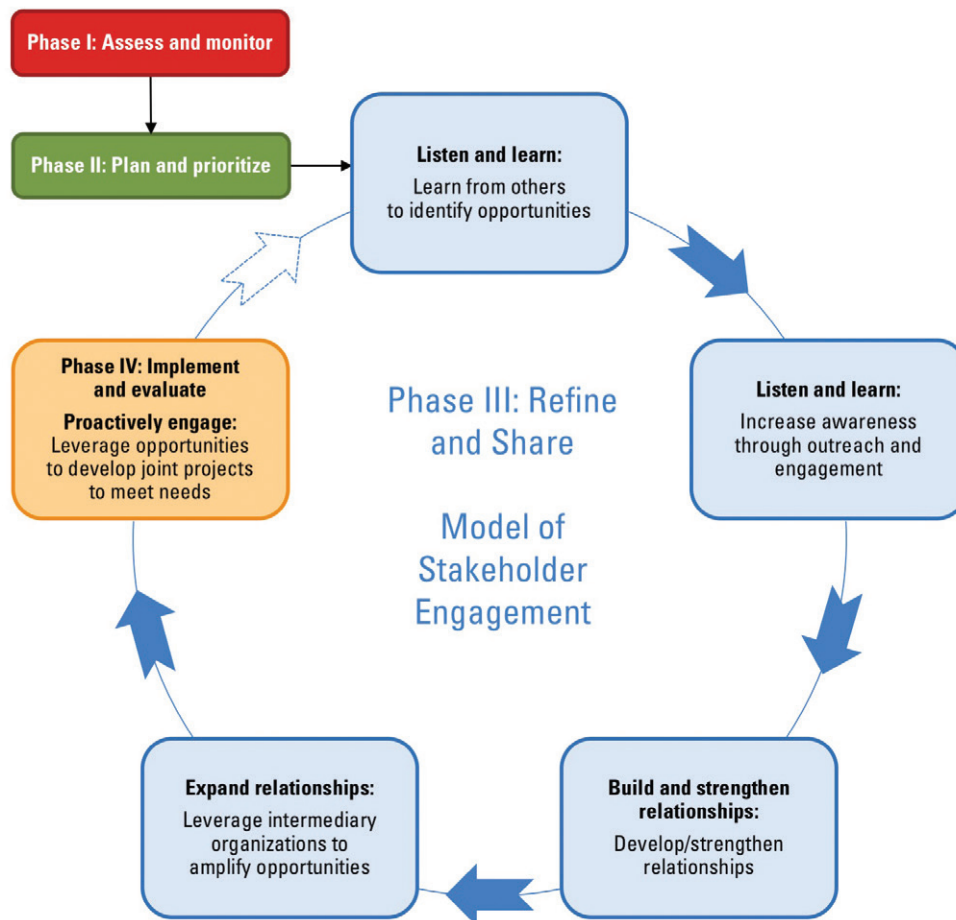 Phase I: Assess and monitor
Phase II: Plan and prioritize
Listen and learn:
Learn from others
to identify opportunities
Listen and learn:
Increase awareness
through outreach and
engagement
Build and strengthen
relationships:
Develop/strengthen
relationships
Expand relationships:
Leverage intermediary
organizations to
amplify opportunities
Phase IV: Implement
and evaluate
Proactively engage:
Leverage opportunities
to develop joint projects
to meet needs
Phase III: Refine
and Share
Model of
Stakeholder
Engagement